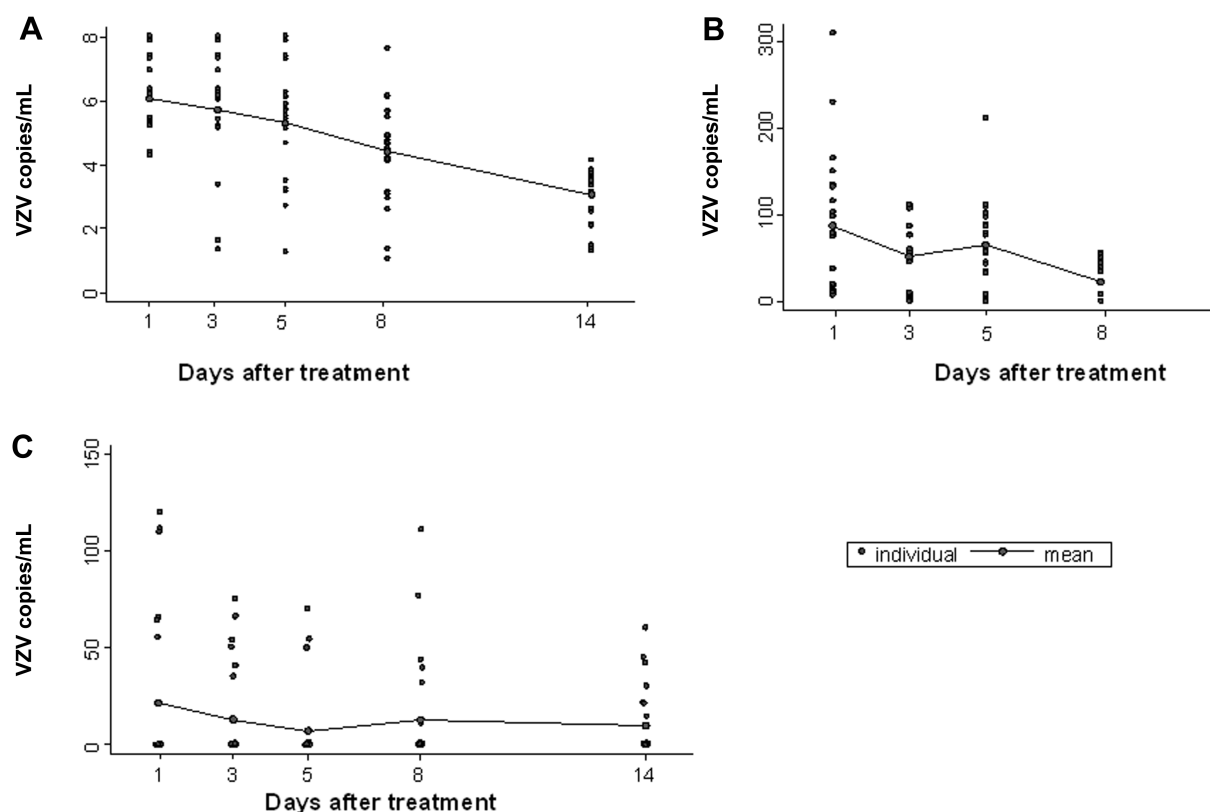 A
VZV copies/mL
8
6
4
2
0
1 3 5 8 14
Days after treatment
B
VZV copies/mL
300
200
100
0
1 3 5 8
Days after treatment
C
VZV copies/mL
150
100
50
0
1 3 5 8 14
Days after treatment
individual mean